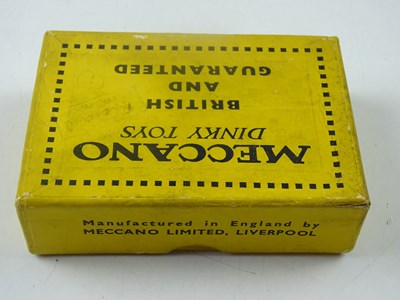 MECCANO
DINKY TOYS
BRITISH
AND
GUARANTEED
Manufactured in England by
MECCANO LIMITED, LIVERPOOL